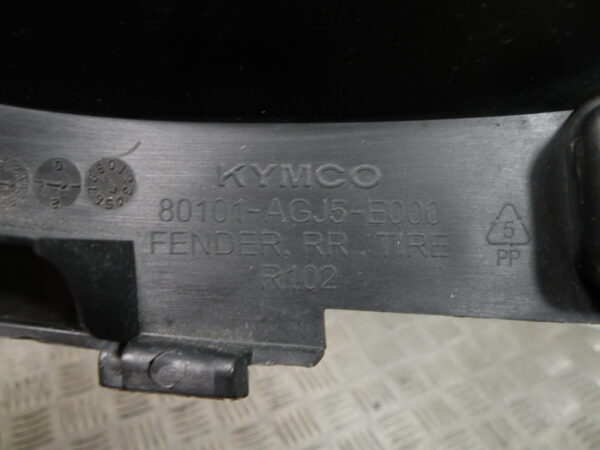 KYMCO
80101-AGJ5-E000
FENDER, RR., TIRE
R102
5
PP